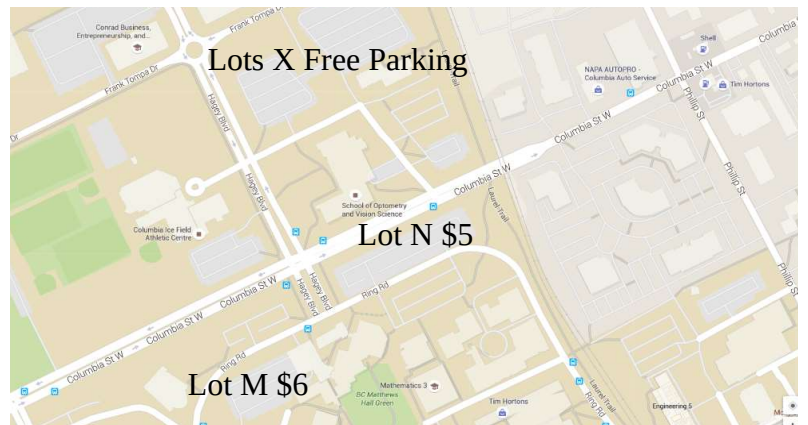 Conrad Business,
Entrepreneurship, and...
Frank Tompa Dr
Lots X Free Parking
Shell
Columbia
NAPA AUTOPRO -
Columbia Auto Service
Columbia St W
Tim Hortons
Frank Tompa Dr
Phillip St
Hagey Blvd
Dr
Columbia St W
Phillip St
Columbia St W
Laurel Trail
School of Optometry
and Vision Science
Hagey Blvd
Columbia Ice Field
Athletic Centre
Lot N $5
Hagey Blvd
Hagey Blvd
Phillip St
Columbia St W
Ring Rd
Columbia St W
Columbia St W
Ring Rd
Lot M $6
Mathematics 3
BC Matthews
Hall Green
Tim Hortons
Laurel Trail
Ring Rd
Engineering 5